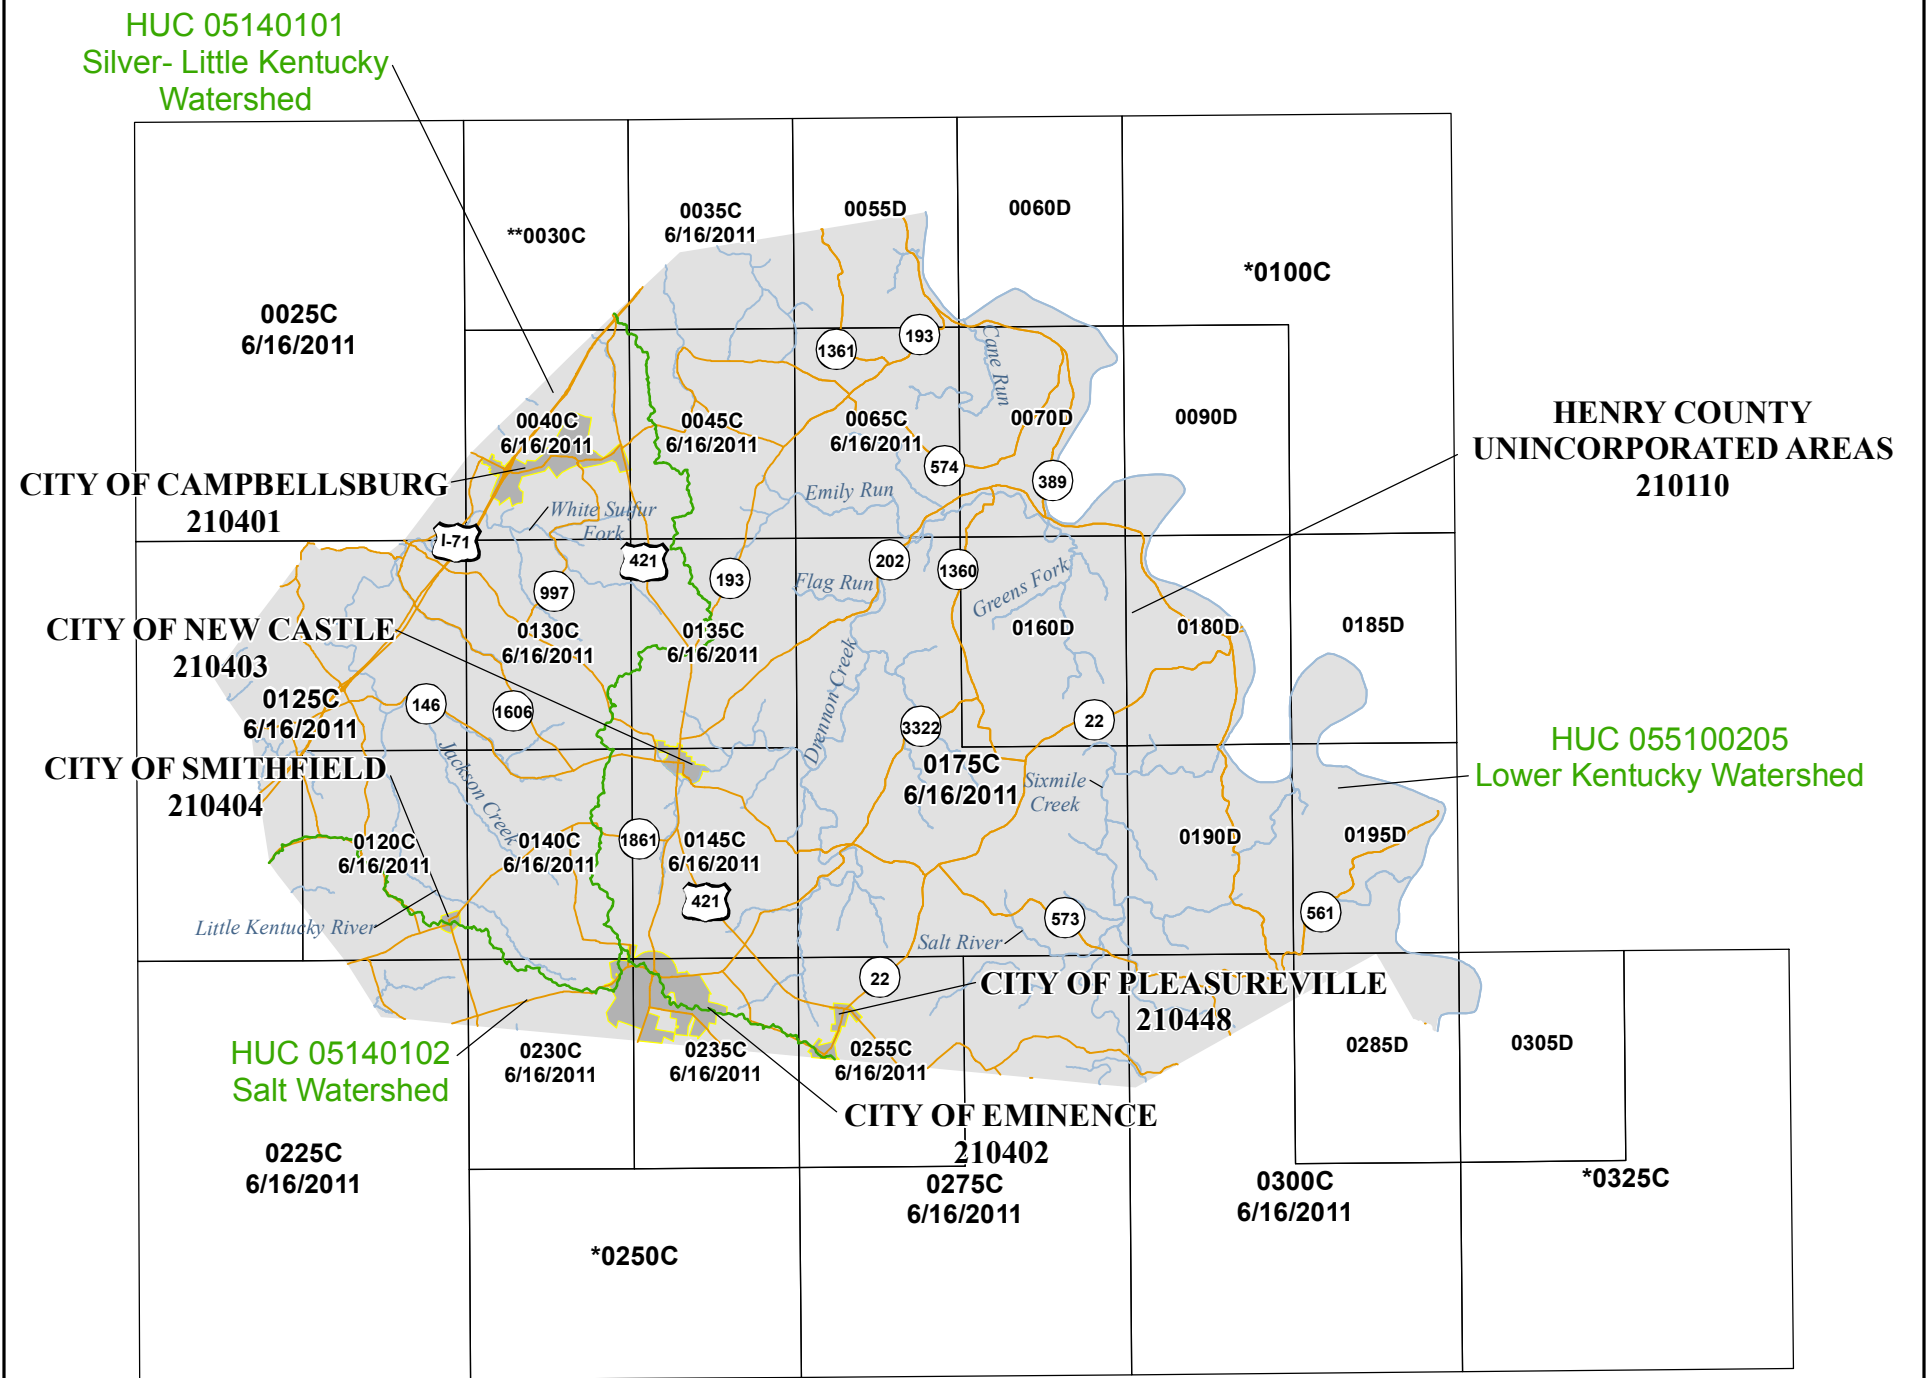 HUC 05140101
Silver- Little Kentucky
Watershed
**0030C
0035C
6/16/2011
0055D
0060D
*0100C
0025C
6/16/2011
1361
193
Cane Run
0040C
6/16/2011
0045C
6/16/2011
0065C
6/16/2011
0070D
0090D
HENRY COUNTY
UNINCORPORATED AREAS
210110
CITY OF CAMPBELLSBURG
210401
574
389
Emily Run
White Sulfur
Fork
I-71
421
997
193
Flag Run
202
1360
Greens Fork
CITY OF NEW CASTLE
210403
0130C
6/16/2011
0135C
6/16/2011
0160D
0180D
0185D
0125C
6/16/2011
146
1606
Drennon Creek
3322
22
HUC 055100205
Lower Kentucky Watershed
CITY OF SMITHFIELD
210404
Jackson Creek
0175C
6/16/2011
Sixmile
Creek
0120C
6/16/2011
0140C
6/16/2011
1861
0145C
6/16/2011
0190D
0195D
421
573
561
Little Kentucky River
Salt River
22
CITY OF PLEASUREVILLE
210448
HUC 05140102
Salt Watershed
0230C
6/16/2011
0235C
6/16/2011
0255C
6/16/2011
0285D
0305D
CITY OF EMINENCE
210402
0225C
6/16/2011
0275C
6/16/2011
0300C
6/16/2011
*0325C
*0250C